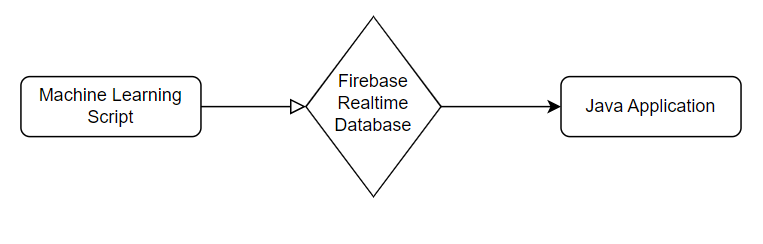 Machine Learning
Script
Firebase
Realtime
Database
Java Application